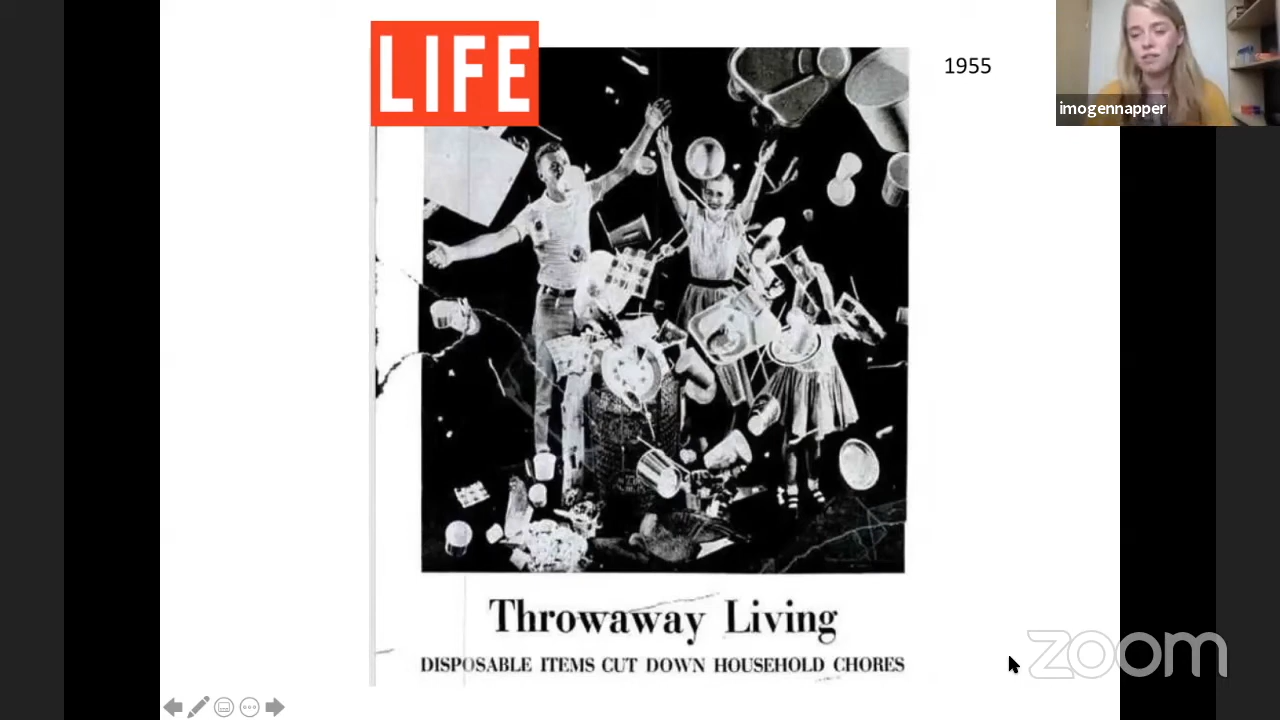 LIFE
1955
imogennapper
Throwaway Living
DISPOSABLE ITEMS CUT DOWN HOUSEHOLD CHORES
zoom